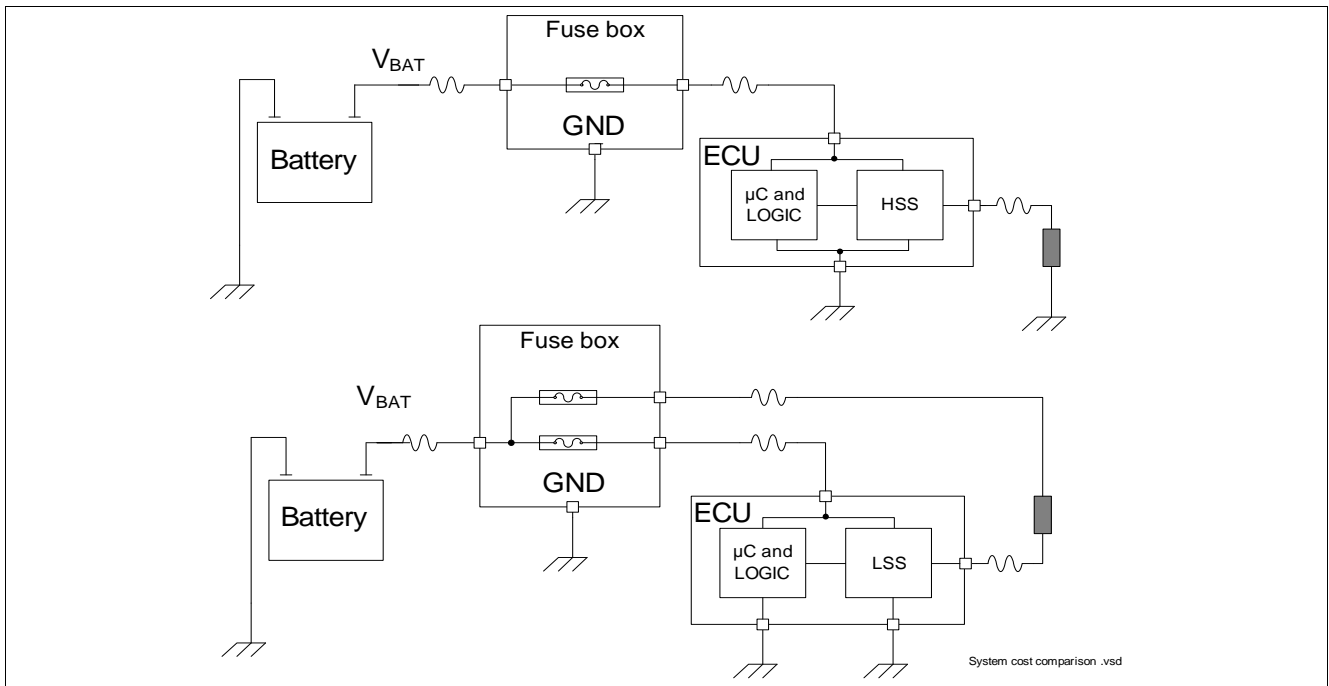 Fuse box
VBAT
GND
Battery
ECU
µC and
LOGIC
HSS
Fuse box
VBAT
GND
Battery
ECU
µC and
LOGIC
LSS
System cost comparison .vsd